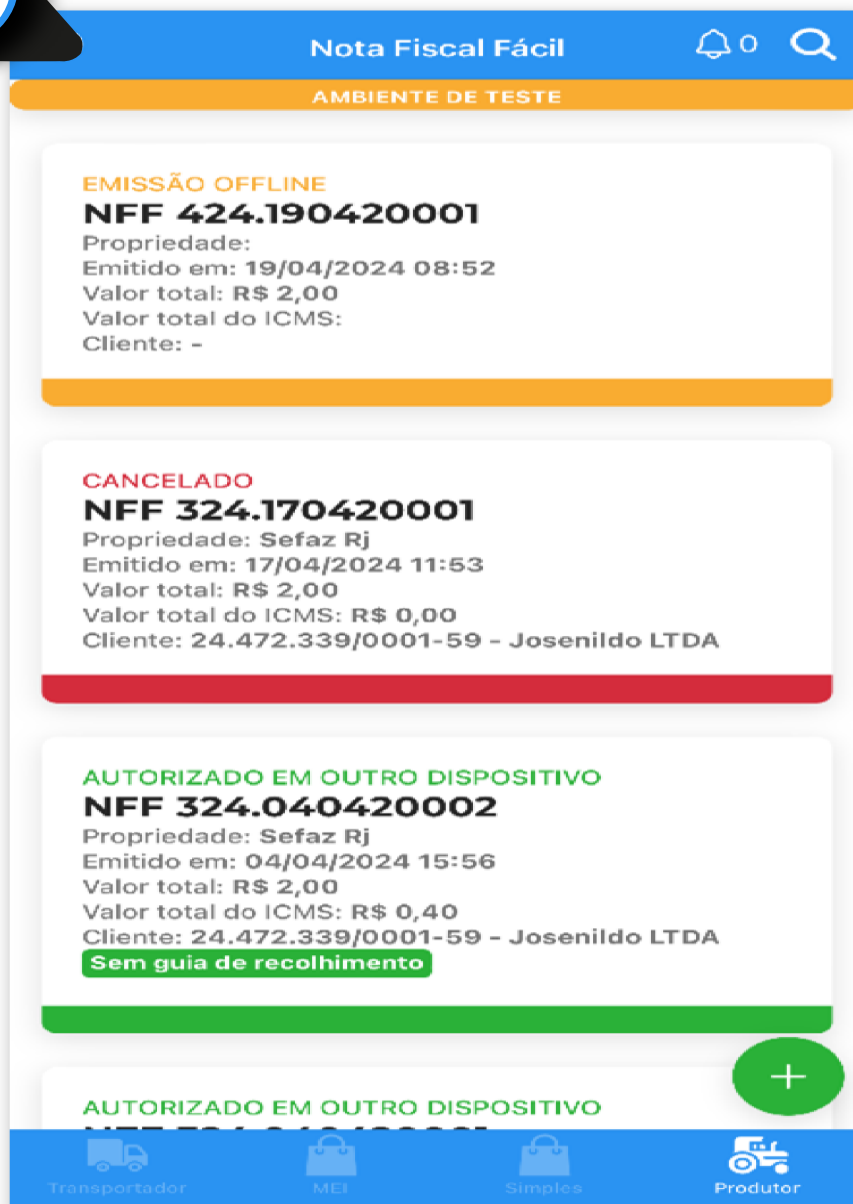 Nota Fiscal Fácil
0
AMBIENTE DE TESTE
EMISSÃO OFFLINE
NFF 424.190420001
Propriedade:
Emitido em: 19/04/2024 08:52
Valor total: R$ 2,00
Valor total do ICMS:
Cliente: -
CANCELADO
NFF 324.170420001
Propriedade: Sefaz Rj
Emitido em: 17/04/2024 11:53
Valor total: R$ 2,00
Valor total do ICMS: R$ 0,00
Cliente: 24.472.339/0001-59 - Josenildo LTDA
AUTORIZADO EM OUTRO DISPOSITIVO
NFF 324.040420002
Propriedade: Sefaz Rj
Emitido em: 04/04/2024 15:56
Valor total: R$ 2,00
Valor total do ICMS: R$ 0,40
Cliente: 24.472.339/0001-59 - Josenildo LTDA
Sem guia de recolhimento
AUTORIZADO EM OUTRO DISPOSITIVO
Transportador
MEI
Simples
Produtor